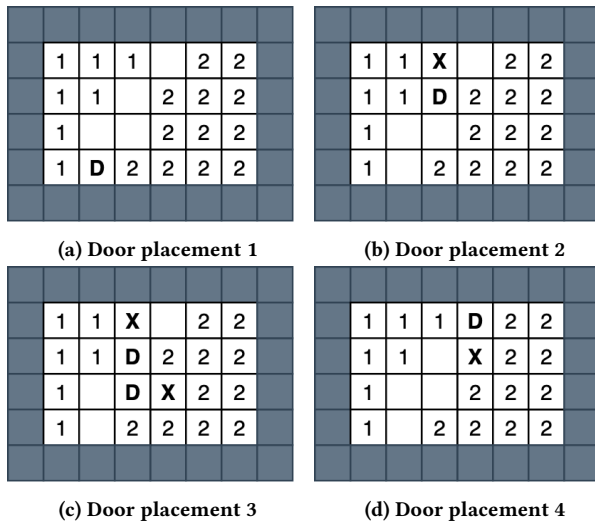 1 1 1 2 2
1 1 2 2 2
1 2 2 2
1 D 2 2 2 2
(a) Door placement 1
1 1 X 2 2
1 1 D 2 2 2
1 2 2 2
1 2 2 2 2
(b) Door placement 2
1 1 X 2 2
1 1 D 2 2 2
1 D X 2 2
1 2 2 2 2
(c) Door placement 3
1 1 1 D 2 2
1 1 X 2 2
1 2 2 2
1 2 2 2 2
(d) Door placement 4